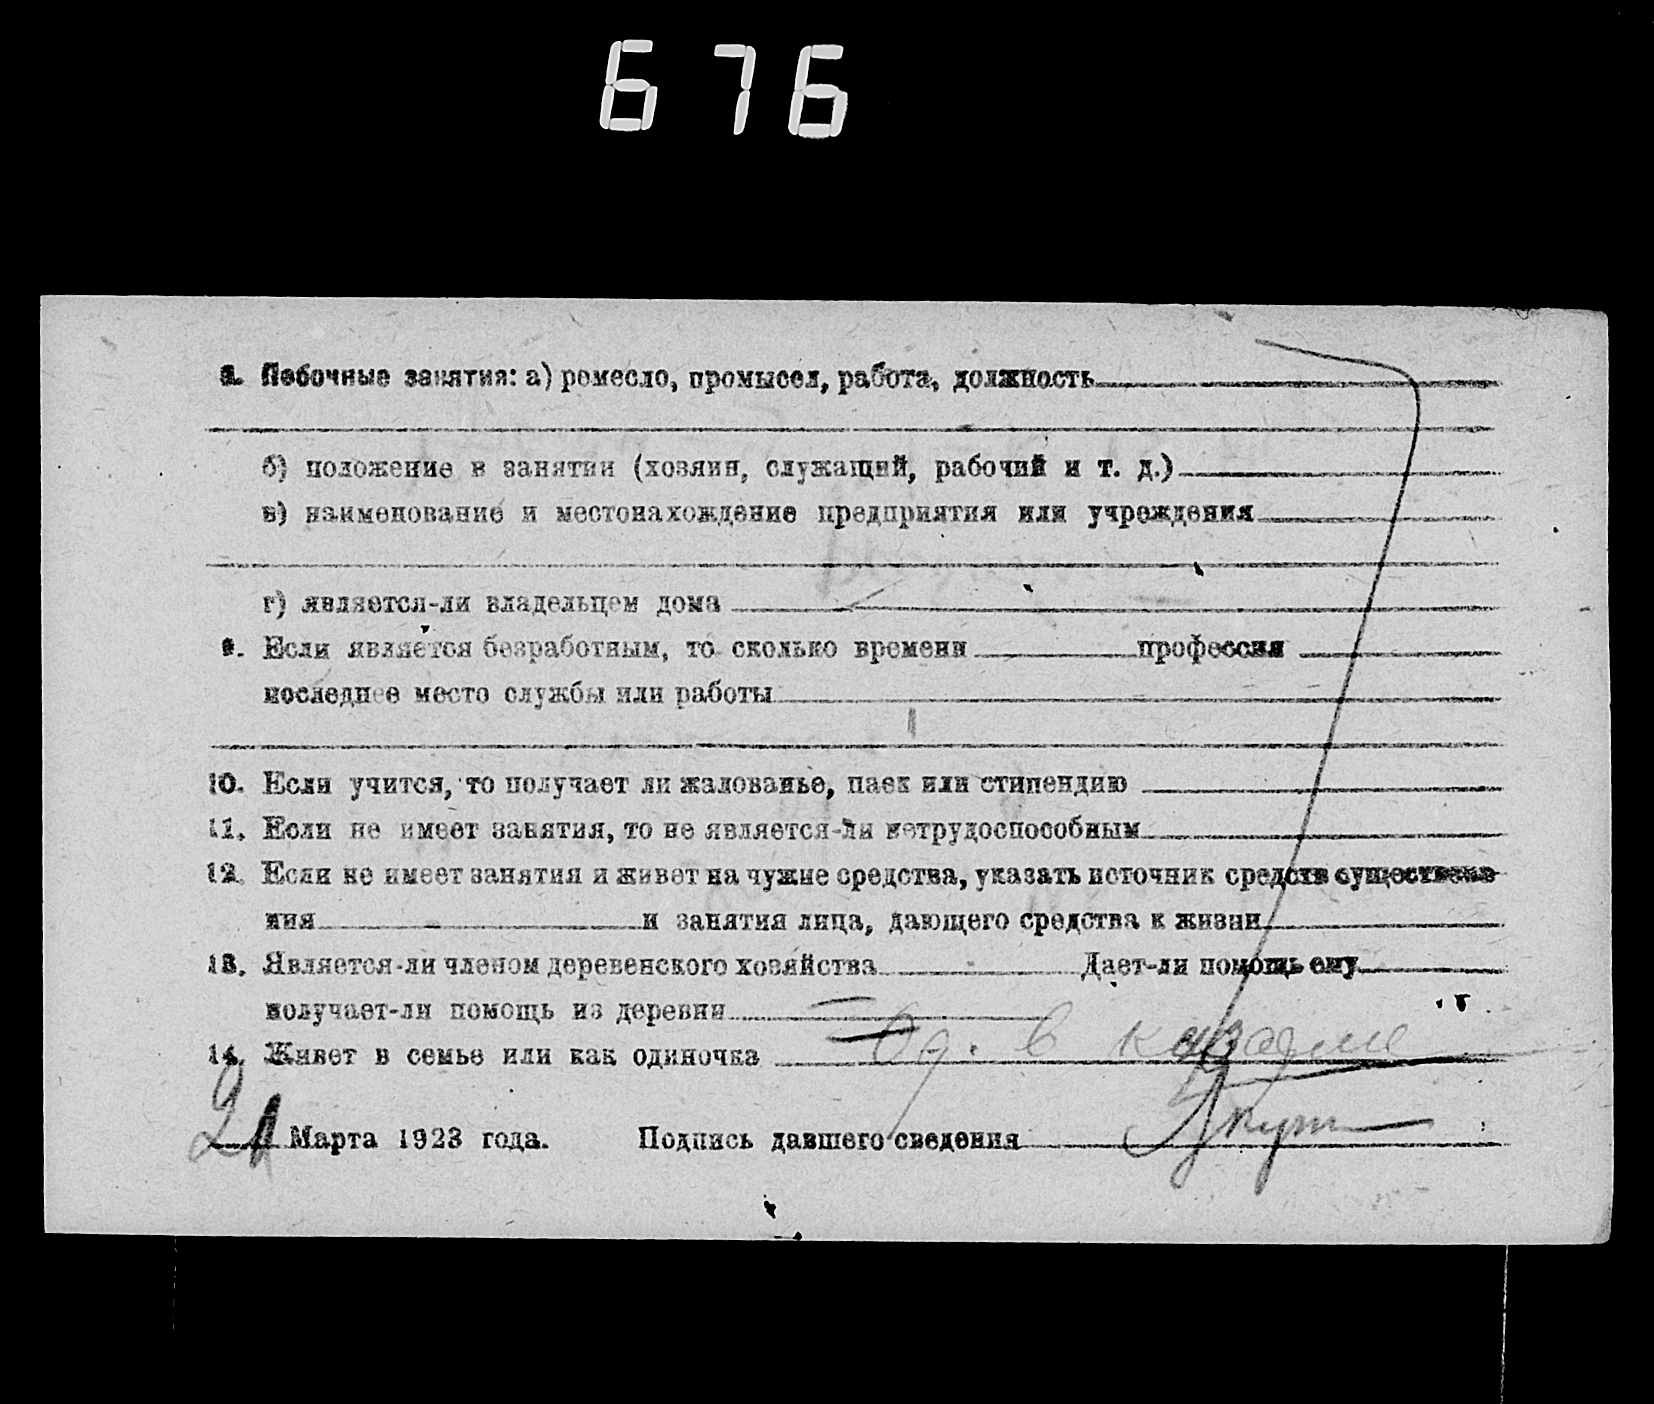 676
8. Побочные занятия: а) ремесло, промысел, работа, должность
б) положение в занятии (хозяин, служащий, рабочий и т. д.)
в) наименование и местонахождение предприятия или учреждения
г) является-ли владельцем дома
9. Если является безработным, то сколько времени профессия
последнее место службы или работы
10. Если учится, то получает ли жалованье, паек или стипендию
11. Если не имеет занятия, то не является-ли нетрудоспособным
12. Если не имеет занятия и живет на чужие средства, указать источник средств существова-
ния и занятия лица, дающего средства к жизни
13. Является-ли членом деревенского хозяйства Дает-ли помощь ему
получает-ли помощь из деревни
14. Живет в семье или как одиночка Од. в казарме
21 Марта 1923 года. Подпись давшего сведения